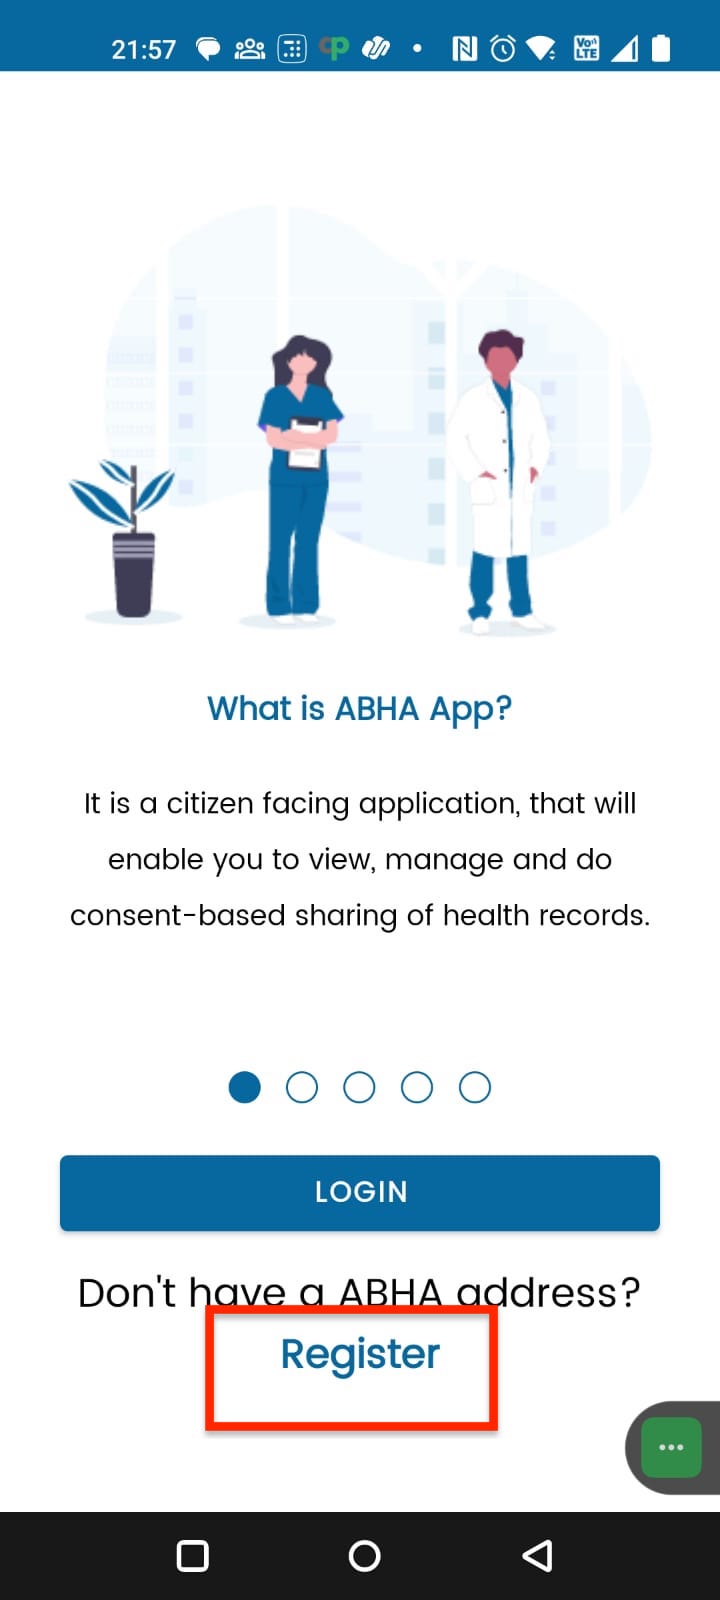 21:57
What is ABHA App?
It is a citizen facing application, that will
enable you to view, manage and do
consent-based sharing of health records.
LOGIN
Don't have a ABHA address?
Register